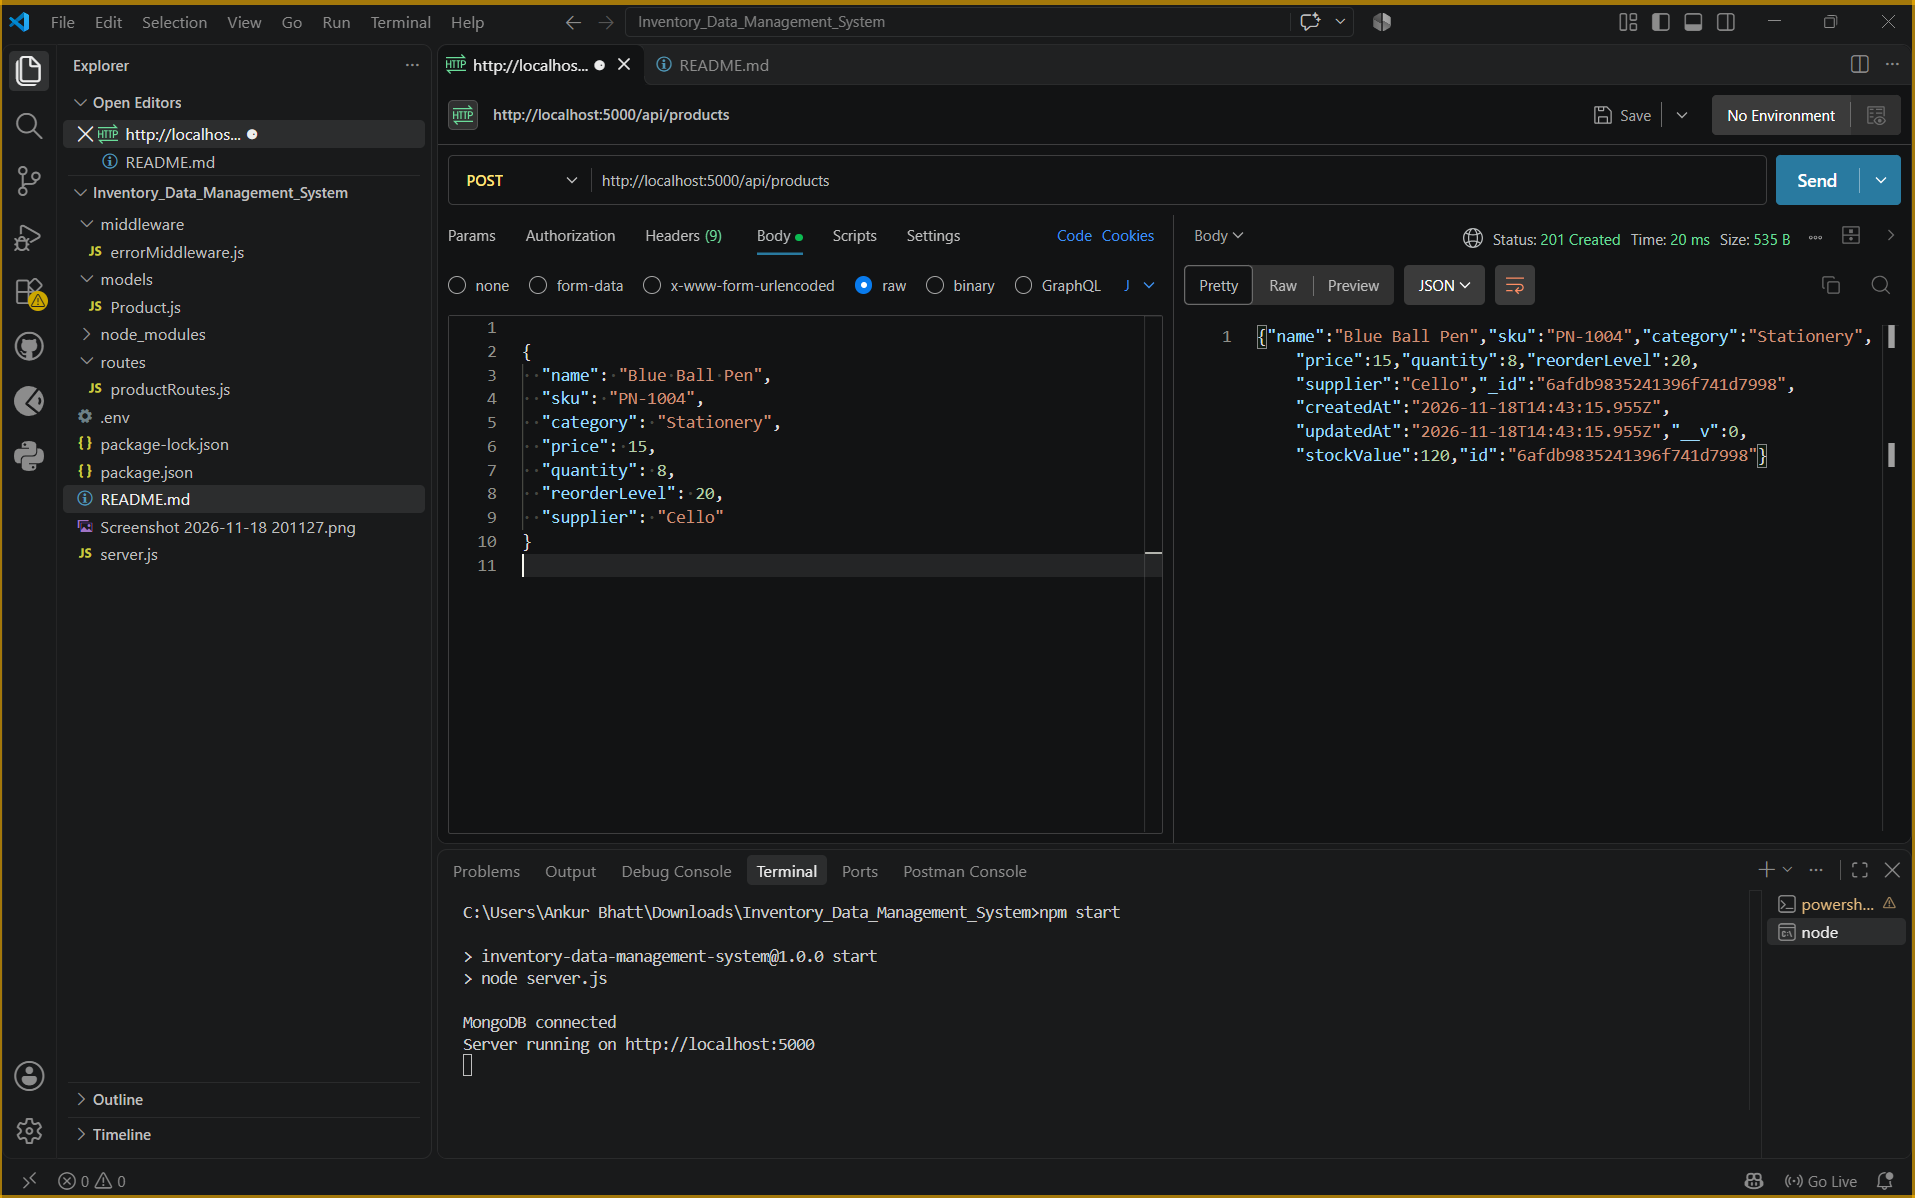 File Edit Selection View Go Run Terminal Help
Inventory_Data_Management_System
Explorer
Open Editors
HTTP http://localhos...
README.md
Inventory_Data_Management_System
middleware
JS errorMiddleware.js
models
JS Product.js
node_modules
routes
JS productRoutes.js
.env
{} package-lock.json
{} package.json
README.md
Screenshot 2026-11-18 201127.png
JS server.js
Outline
Timeline
HTTP http://localhos... README.md
HTTP http://localhost:5000/api/products Save No Environment
POST http://localhost:5000/api/products Send
Params Authorization Headers (9) Body Scripts Settings Code Cookies
none form-data x-www-form-urlencoded raw binary GraphQL J
1
2 {
3 "name": "Blue Ball Pen",
4 "sku": "PN-1004",
5 "category": "Stationery",
6 "price": 15,
7 "quantity": 8,
8 "reorderLevel": 20,
9 "supplier": "Cello"
10 }
11
Body Status: 201 Created Time: 20 ms Size: 535 B
Pretty Raw Preview JSON
1 {"name":"Blue Ball Pen","sku":"PN-1004","category":"Stationery",
"price":15,"quantity":8,"reorderLevel":20,
"supplier":"Cello","_id":"6afdb9835241396f741d7998",
"createdAt":"2026-11-18T14:43:15.955Z",
"updatedAt":"2026-11-18T14:43:15.955Z","__v":0,
"stockValue":120,"id":"6afdb9835241396f741d7998"}
Problems Output Debug Console Terminal Ports Postman Console
C:\Users\Ankur Bhatt\Downloads\Inventory_Data_Management_System>npm start
> inventory-data-management-system@1.0.0 start
> node server.js
MongoDB connected
Server running on http://localhost:5000
powersh...
node
0 0 Go Live